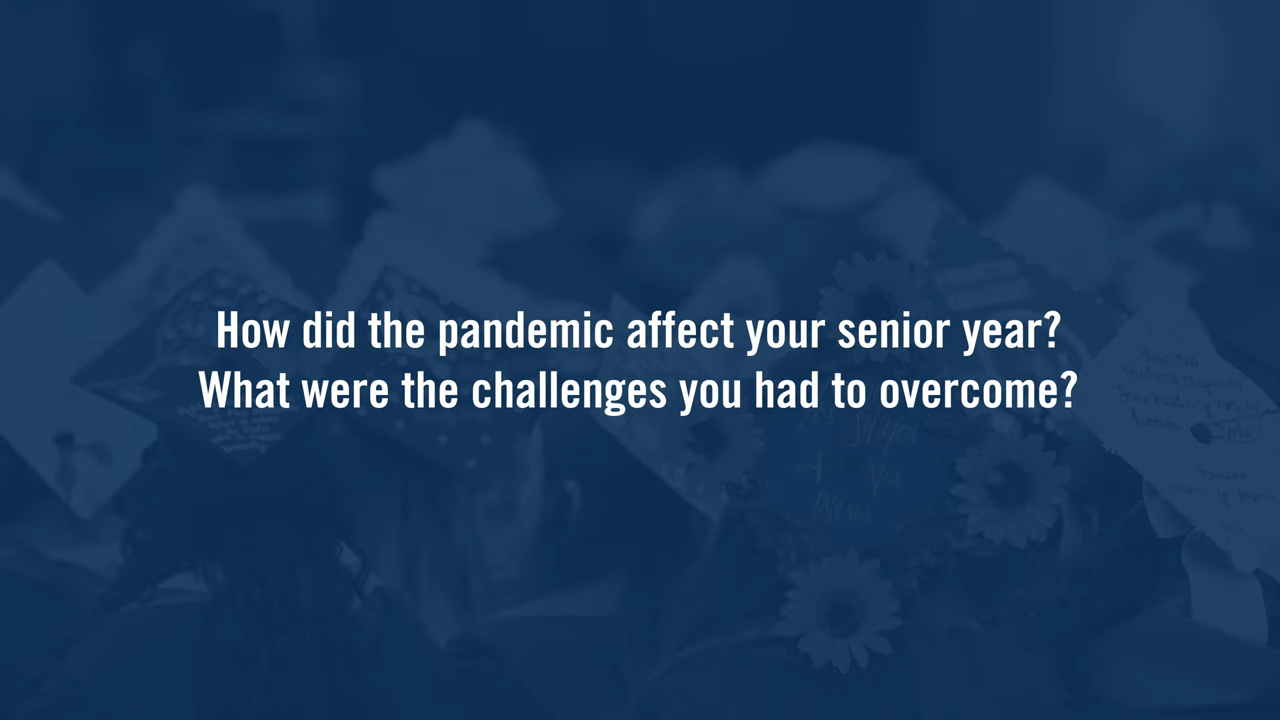 How did the pandemic affect your senior year?
What were the challenges you had to overcome?